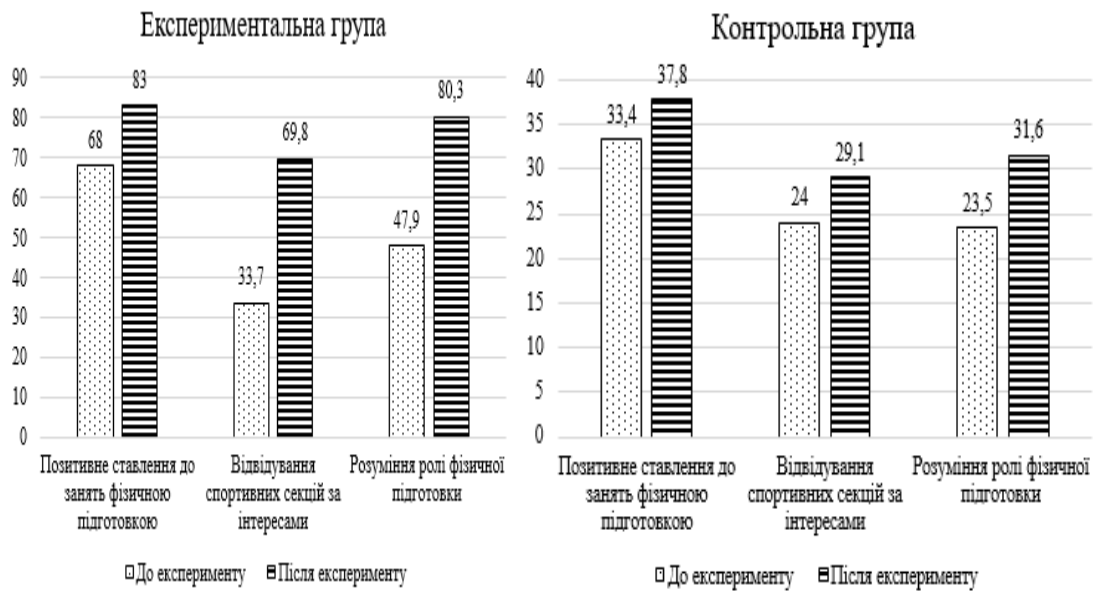 Експериментальна група
90
80
70
60
50
40
30
20
10
0
68
83
33,7
69,8
47,9
80,3
Позитивне ставлення до
занять фізичною
підготовкою
Відвідування
спортивних секцій за
інтересами
Розуміння ролі фізичної
підготовки
До експерименту
Після експерименту
Контрольна група
40
35
30
25
20
15
10
5
0
33,4
37,8
24
29,1
23,5
31,6
Позитивне ставлення до
занять фізичною
підготовкою
Відвідування
спортивних секцій за
інтересами
Розуміння ролі фізичної
підготовки
До експерименту
Після експерименту